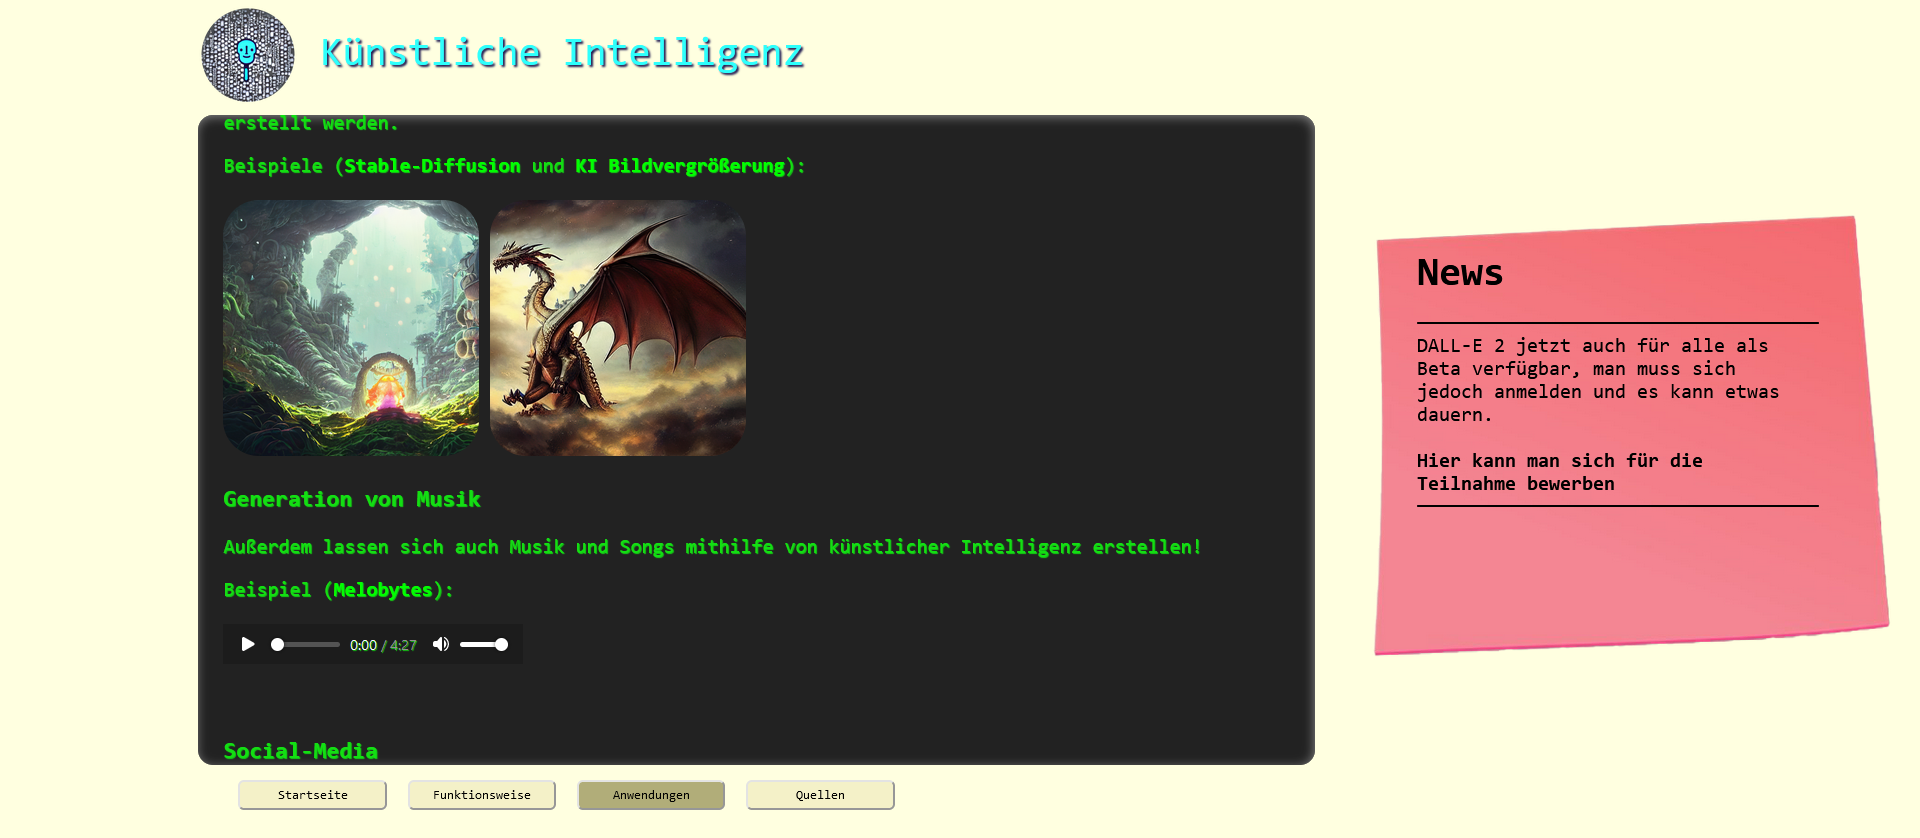 Künstliche Intelligenz
erstellt werden.
Beispiele (Stable-Diffusion und KI Bildvergrößerung):
Generation von Musik
Außerdem lassen sich auch Musik und Songs mithilfe von künstlicher Intelligenz erstellen!
Beispiel (Melobytes):
0:00 / 4:27
Social-Media
Startseite
Funktionsweise
Anwendungen
Quellen
News
DALL-E 2 jetzt auch für alle als
Beta verfügbar, man muss sich
jedoch anmelden und es kann etwas
dauern.
Hier kann man sich für die
Teilnahme bewerben